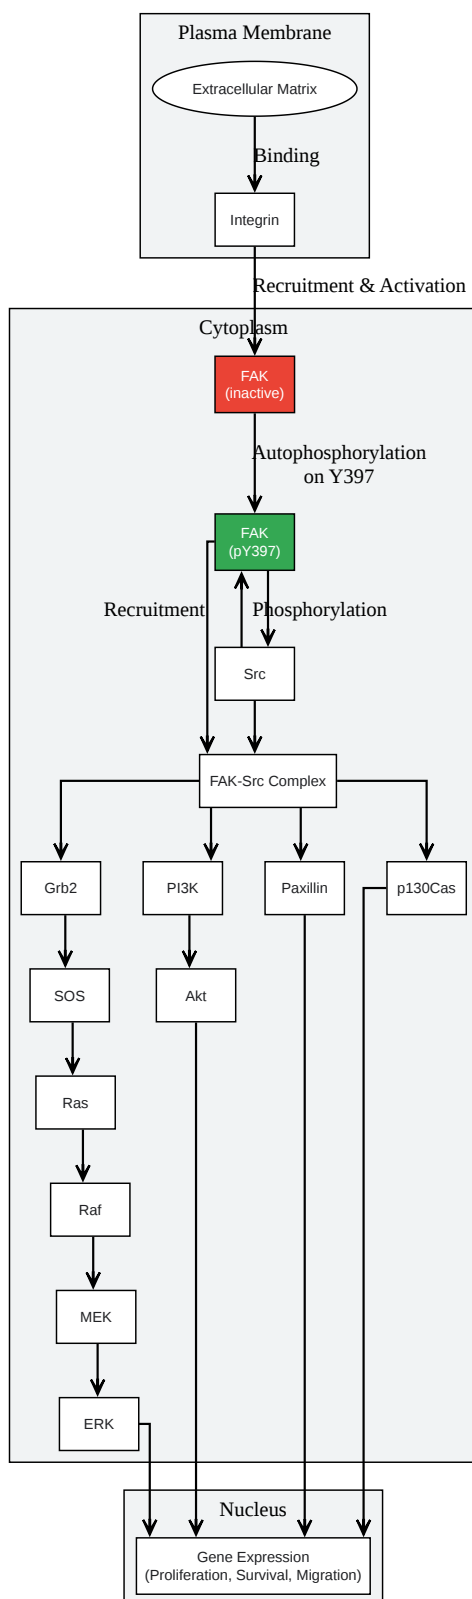 Plasma Membrane
Extracellular Matrix
Binding
Integrin
Recruitment & Activation
Cytoplasm
FAK
(inactive)
Autophosphorylation
on Y397
FAK
(pY397)
Recruitment
Phosphorylation
Src
FAK-Src Complex
Grb2
PI3K
Paxillin
p130Cas
SOS
Akt
Ras
Raf
MEK
ERK
Nucleus
Gene Expression
(Proliferation, Survival, Migration)